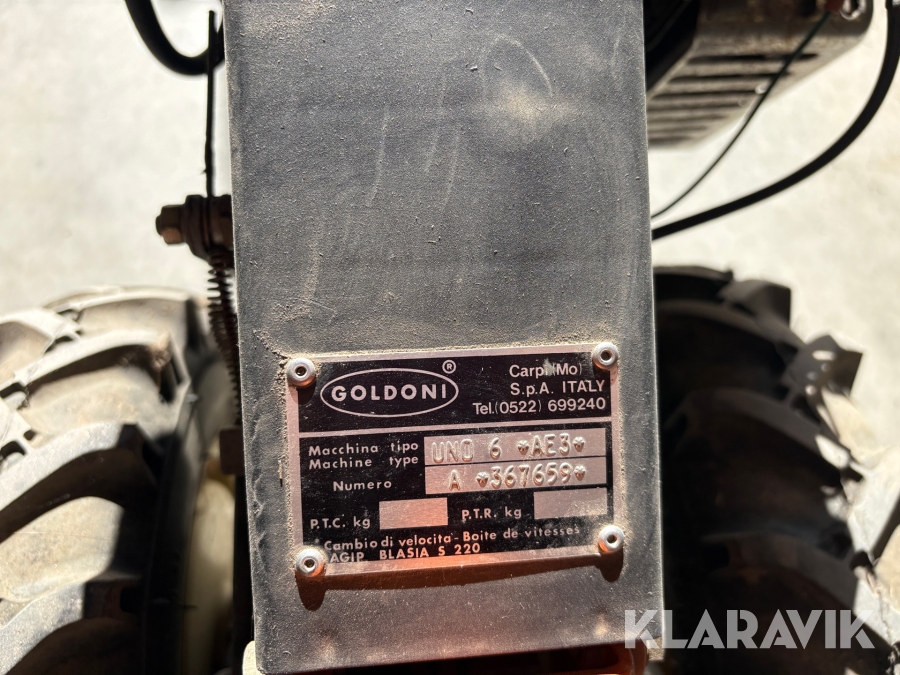 GOLDONI ®
Carpi(Mo)
S.p.A. ITALY
Tel.(0522) 699240
Macchina tipo UNO 6 ♥AE3♥
Machine type
Numero A ♥367659♥
P.T.C. kg P.T.R. kg
Cambio di velocita - Boite de vitesses
AGIP BLASIA S 220
KLARAVIK